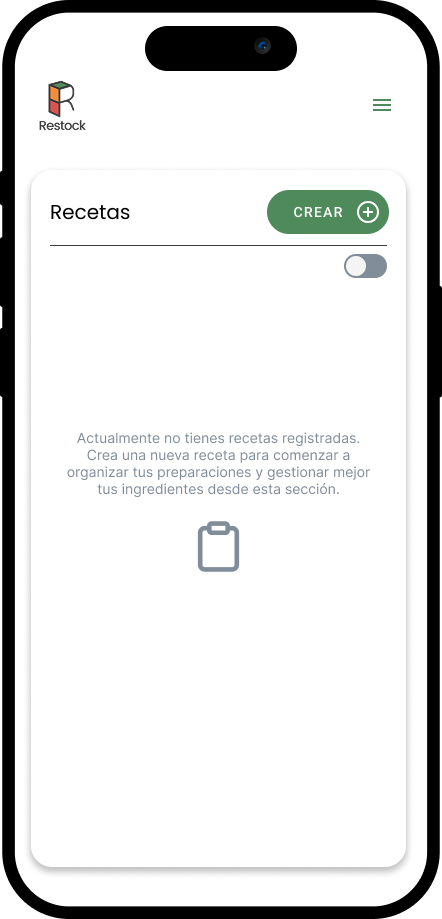 Restock
Recetas
CREAR
Actualmente no tienes recetas registradas.
Crea una nueva receta para comenzar a
organizar tus preparaciones y gestionar mejor
tus ingredientes desde esta sección.